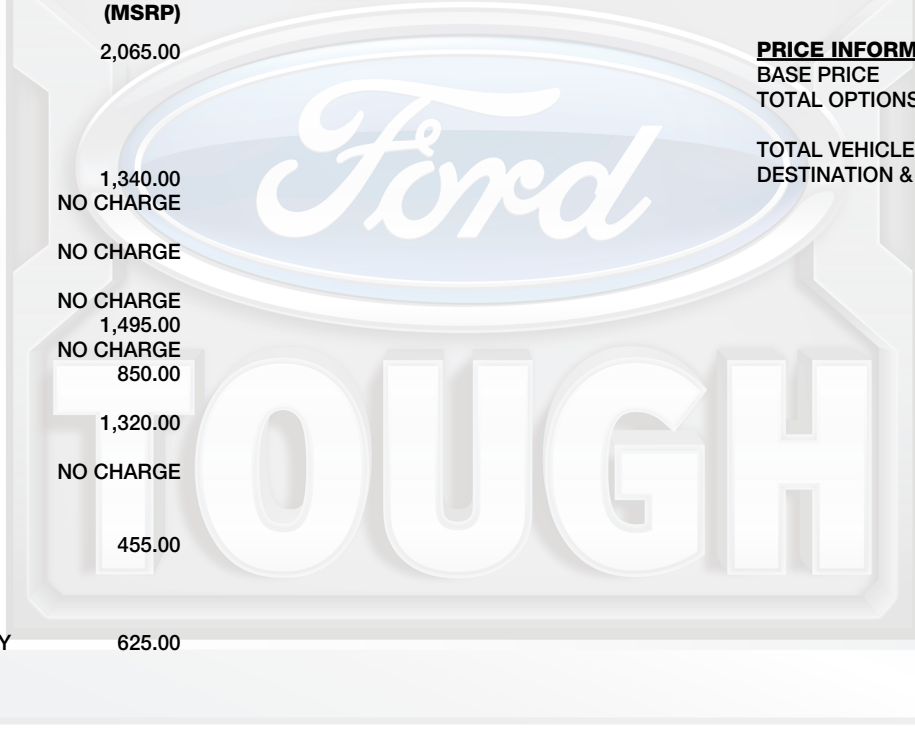 (MSRP)
2,065.00
1,340.00
NO CHARGE
NO CHARGE
NO CHARGE
1,495.00
NO CHARGE
850.00
1,320.00
NO CHARGE
455.00
Y 625.00
PRICE INFORM
BASE PRICE
TOTAL OPTIONS
TOTAL VEHICLE
DESTINATION &
Ford
TOUGH